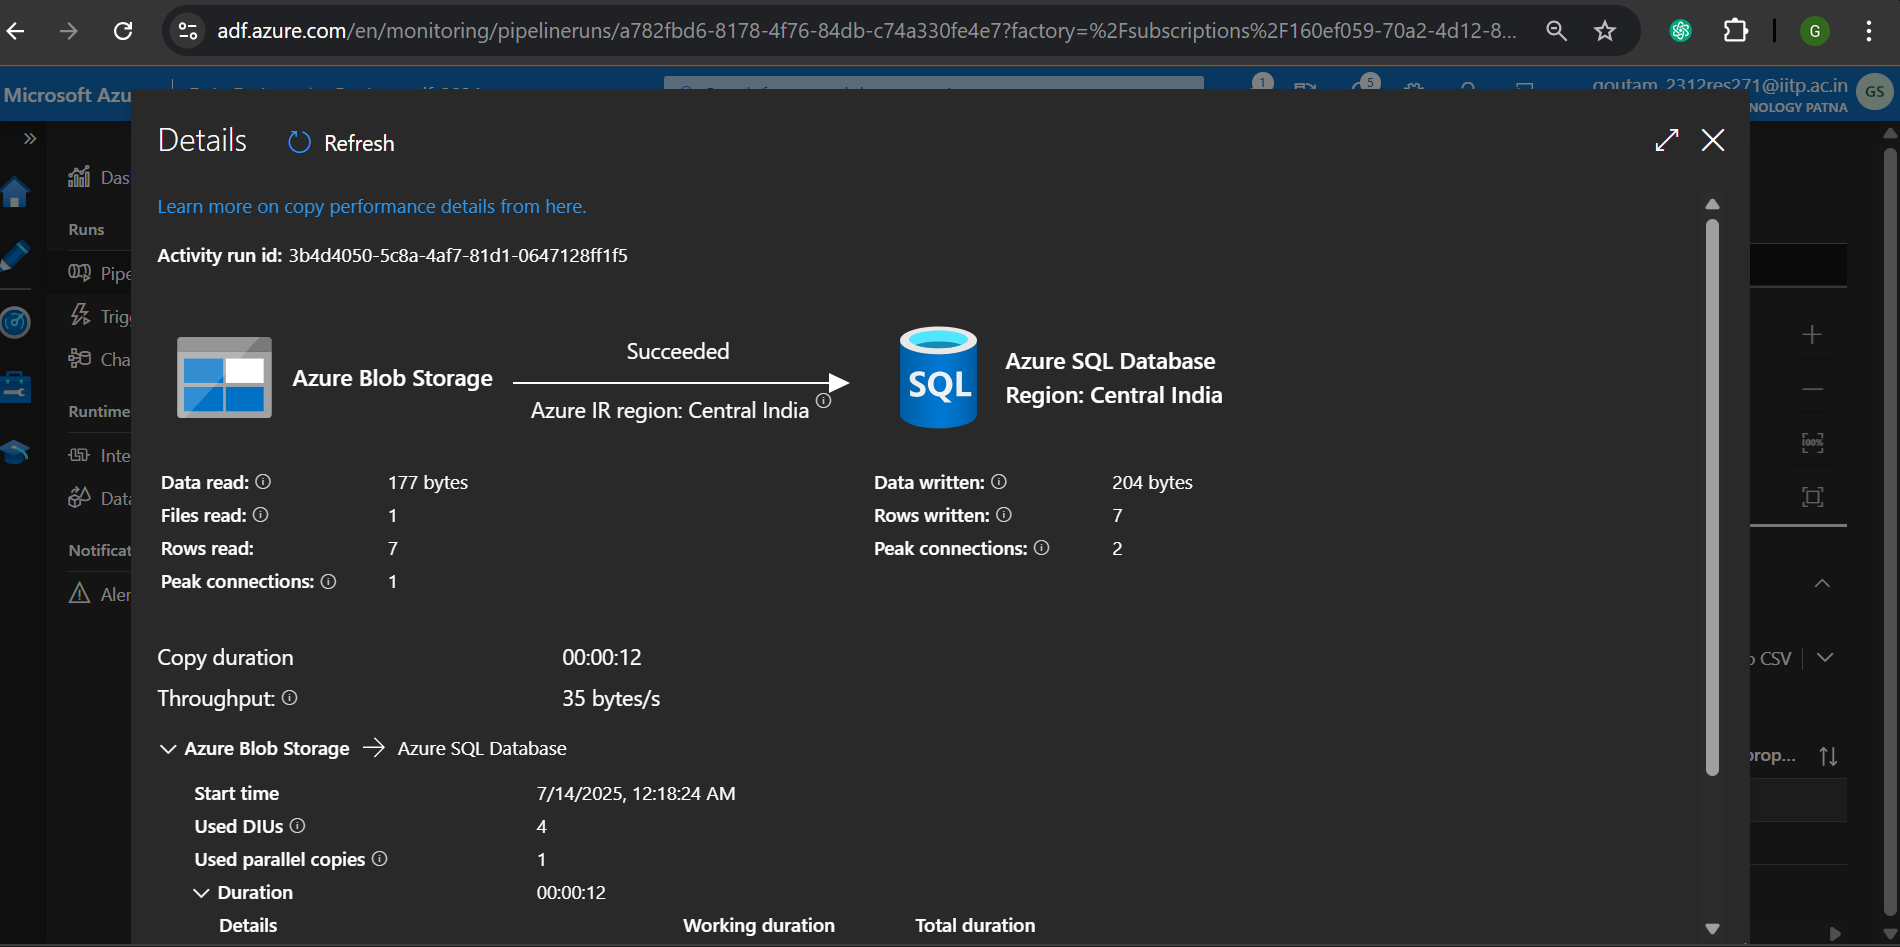 adf.azure.com/en/monitoring/pipelineruns/a782fbd6-8178-4f76-84db-c74a330fe4e7?factory=%2Fsubscriptions%2F160ef059-70a2-4d12-8...
G
Microsoft Azu
1
5
goutam_2312res271@iitp.ac.in
NOLOGY PATNA
GS
Details
Refresh
Das
Learn more on copy performance details from here.
Runs
Activity run id: 3b4d4050-5c8a-4af7-81d1-0647128ff1f5
Pipe
Trigg
Cha
Azure Blob Storage
Succeeded
Azure IR region: Central India
SQL
Azure SQL Database
Region: Central India
Runtime
Inte
Data
Notificat
Aler
100%
Data read: 177 bytes
Files read: 1
Rows read: 7
Peak connections: 1
Data written: 204 bytes
Rows written: 7
Peak connections: 2
Copy duration 00:00:12
CSV
Throughput: 35 bytes/s
Azure Blob Storage → Azure SQL Database
prop...
Start time 7/14/2025, 12:18:24 AM
Used DIUs 4
Used parallel copies 1
Duration 00:00:12
Details Working duration Total duration